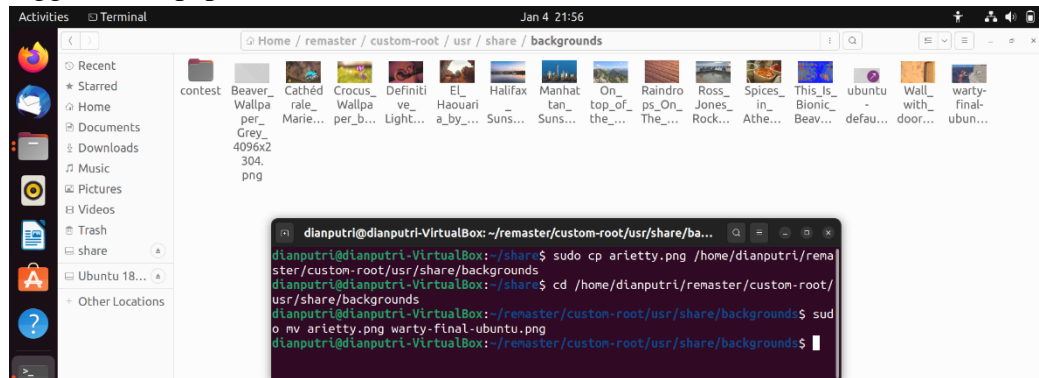 Activities Terminal Jan 4 21:56
Home / remaster / custom-root / usr / share / backgrounds
Recent
Starred
Home
Documents
Downloads
Music
Pictures
Videos
Trash
share
Ubuntu 18...
Other Locations
contest
Beaver_
Wallpa
per_
Grey_
4096x2
304.
png
Cathéd
rale_
Marie...
Crocus_
Wallpa
per_b...
Definiti
ve_
Light...
El_
Haouari
a_by_...
Halifax
_
Suns...
Manhat
tan_
Suns...
On_
top_of_
the_...
Raindro
ps_On_
The_...
Ross_
Jones_
Rock...
Spices_
in_
Athe...
This_Is_
Bionic_
Beav...
ubuntu
-
defau...
Wall_
with_
door...
warty-
final-
ubun...
dianputri@dianputri-VirtualBox: ~/remaster/custom-root/usr/share/ba...
dianputri@dianputri-VirtualBox:~/share$ sudo cp arietty.png /home/dianputri/rema
ster/custom-root/usr/share/backgrounds
dianputri@dianputri-VirtualBox:~/share$ cd /home/dianputri/remaster/custom-root/
usr/share/backgrounds
dianputri@dianputri-VirtualBox:~/remaster/custom-root/usr/share/backgrounds$ sud
o mv arietty.png warty-final-ubuntu.png
dianputri@dianputri-VirtualBox:~/remaster/custom-root/usr/share/backgrounds$